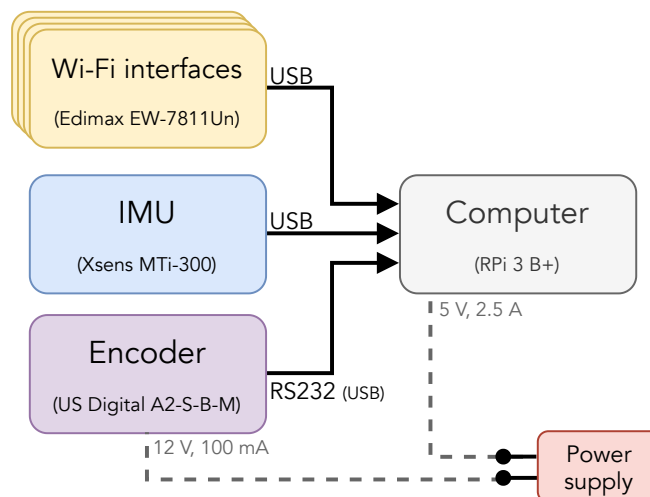 Wi-Fi interfaces
(Edimax EW-7811Un)
USB
IMU
(Xsens MTi-300)
USB
Computer
(RPi 3 B+)
5 V, 2.5 A
Encoder
(US Digital A2-S-B-M)
RS232 (USB)
12 V, 100 mA
Power
supply